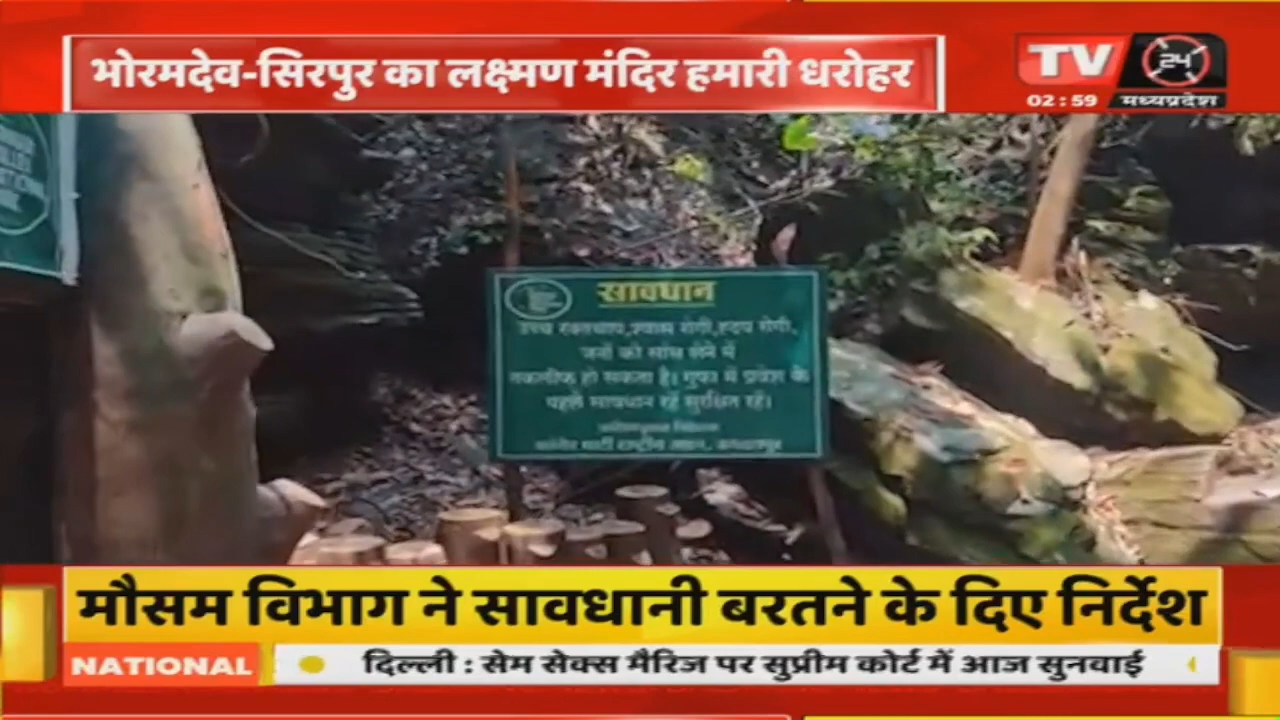 भोरमदेव-सिरपुर का लक्ष्मण मंदिर हमारी धरोहर
TV 24
02:59 मध्यप्रदेश
सावधान
उच्च रक्तचाप, श्वास रोगी, हृदय रोगी,
जनों को सांस लेने में
तकलीफ हो सकता है। गुफा में प्रवेश के
पहले सावधान रहें सुरक्षित रहें।
घाटी राष्ट्रीय
मौसम विभाग ने सावधानी बरतने के दिए निर्देश
NATIONAL
दिल्ली : सेम सेक्स मैरिज पर सुप्रीम कोर्ट में आज सुनवाई